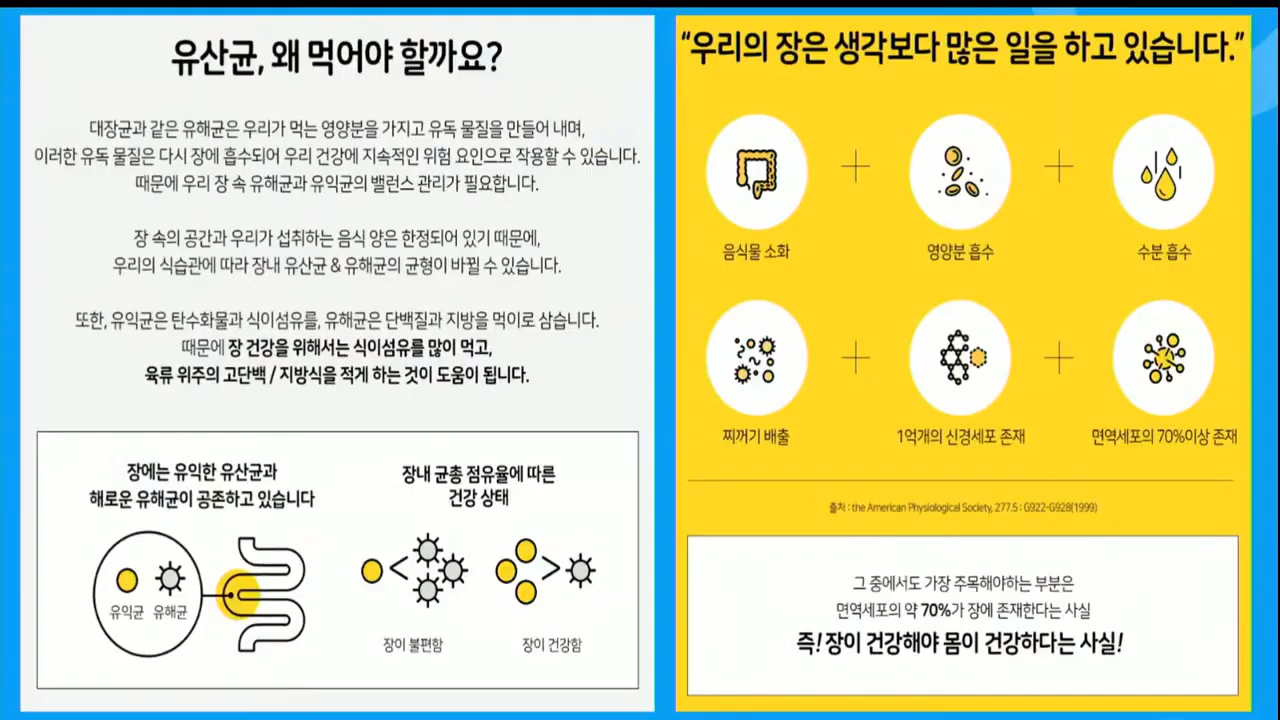 유산균, 왜 먹어야 할까요?
대장균과 같은 유해균은 우리가 먹는 영양분을 가지고 유독 물질을 만들어 내며,
이러한 유독 물질은 다시 장에 흡수되어 우리 건강에 지속적인 위험 요인으로 작용할 수 있습니다.
때문에 우리 장 속 유해균과 유익균의 밸런스 관리가 필요합니다.
장 속의 공간과 우리가 섭취하는 음식 양은 한정되어 있기 때문에,
우리의 식습관에 따라 장내 유산균 & 유해균의 균형이 바뀔 수 있습니다.
또한, 유익균은 탄수화물과 식이섬유를, 유해균은 단백질과 지방을 먹이로 삼습니다.
때문에 장 건강을 위해서는 식이섬유를 많이 먹고,
육류 위주의 고단백 / 지방식을 적게 하는 것이 도움이 됩니다.
장에는 유익한 유산균과
해로운 유해균이 공존하고 있습니다
유익균 유해균
장내 균총 점유율에 따른
건강 상태
장이 불편함
장이 건강함
“우리의 장은 생각보다 많은 일을 하고 있습니다.”
음식물 소화
영양분 흡수
수분 흡수
찌꺼기 배출
1억개의 신경세포 존재
면역세포의 70%이상 존재
출처 : the American Physiological Society, 277.5 : G922-G928(1999)
그 중에서도 가장 주목해야하는 부분은
면역세포의 약 70%가 장에 존재한다는 사실
즉! 장이 건강해야 몸이 건강하다는 사실!